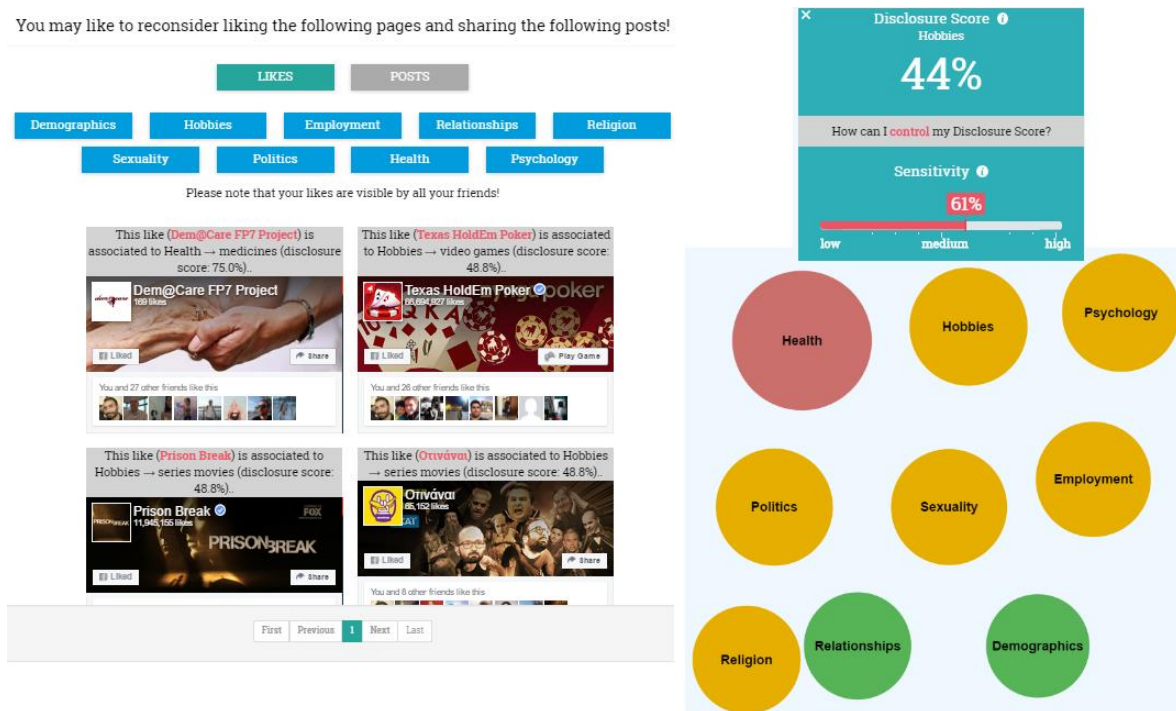 You may like to reconsider liking the following pages and sharing the following posts!
LIKES
POSTS
Demographics
Hobbies
Employment
Relationships
Religion
Sexuality
Politics
Health
Psychology
Please note that your likes are visible by all your friends!
This like (Dem@Care FP7 Project) is
associated to Health → medicines (disclosure
score: 75.0%)..
Dem@Care FP7 Project
169 likes
Liked
Share
You and 27 other friends like this
This like (Texas HoldEm Poker) is associated
to Hobbies → video games (disclosure score:
48.8%)..
Texas HoldEm Poker
poker
Liked
Play Game
You and 26 other friends like this
This like (Prison Break) is associated to
Hobbies → series movies (disclosure score:
48.8%)..
Prison Break
11,945,155 likes
PRISON BREAK
FOX
PRISON BREAK
Liked
Share
This like (Οτινάναι) is associated to Hobbies
→ series movies (disclosure score: 48.8%)..
Οτινάναι
65,152 likes
Liked
Share
You and 8 other friends like this
First
Previous
1
Next
Last
×
Disclosure Score i
Hobbies
44%
How can I control my Disclosure Score?
Sensitivity i
61%
low
medium
high
Health
Hobbies
Psychology
Politics
Sexuality
Employment
Religion
Relationships
Demographics